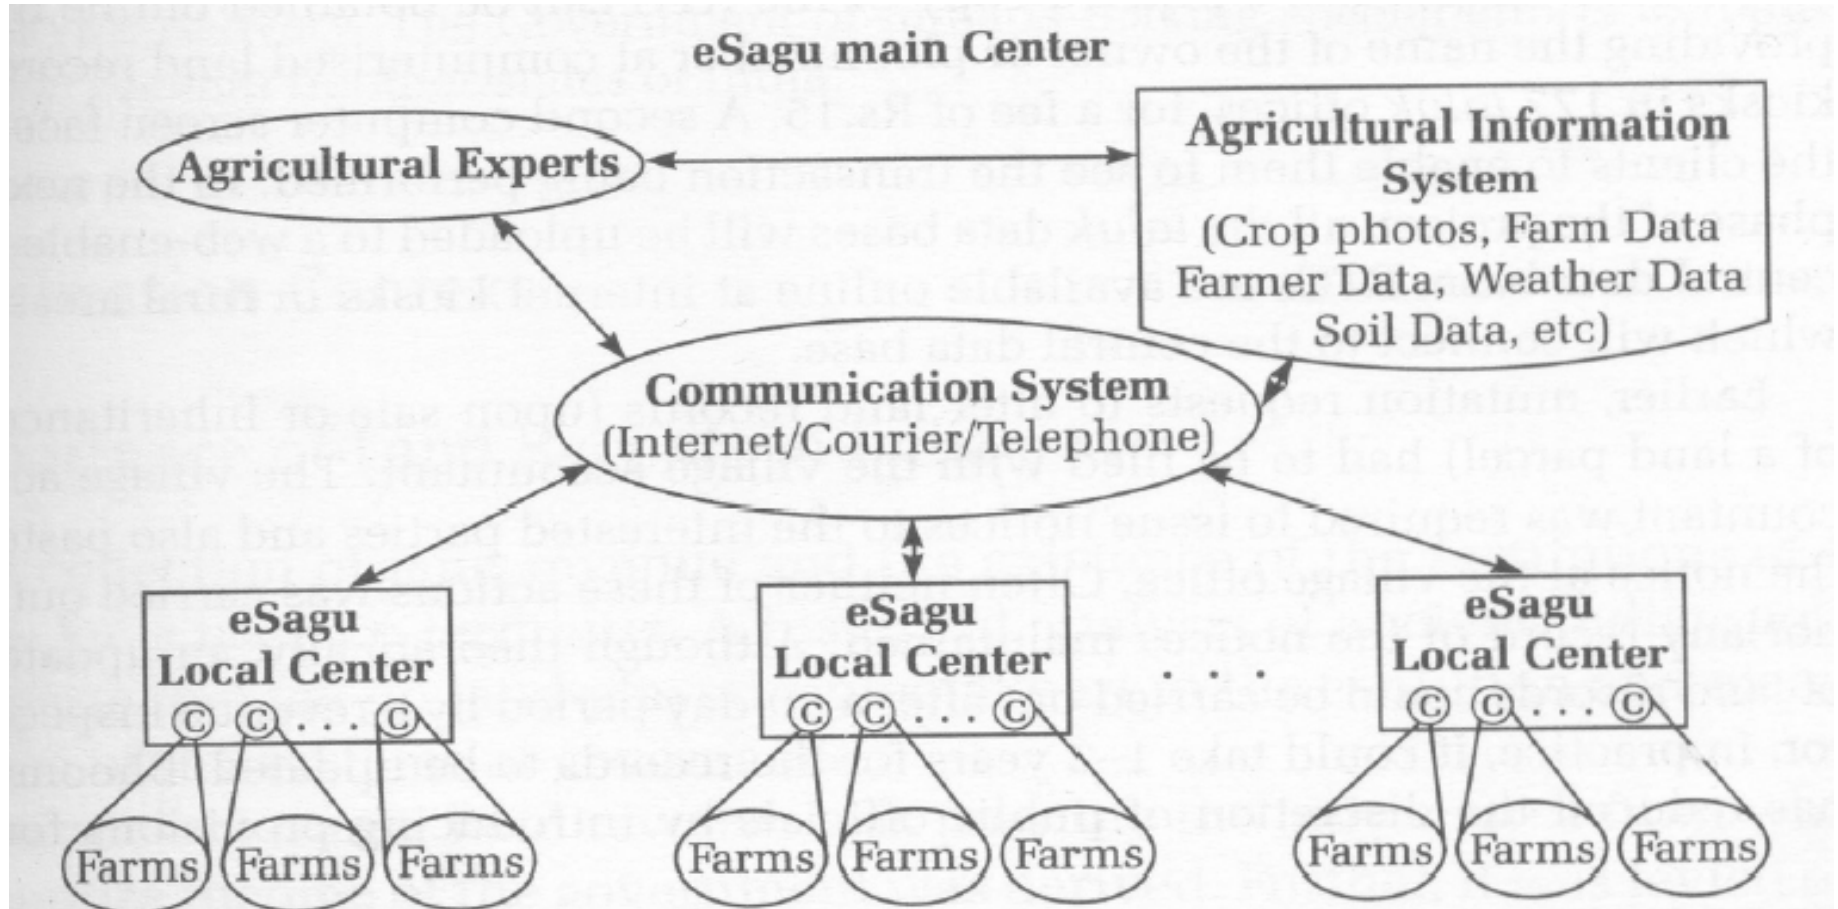 eSagu main Center
Agricultural Experts
Agricultural Information
System
(Crop photos, Farm Data
Farmer Data, Weather Data
Soil Data, etc)
Communication System
(Internet/Courier/Telephone)
eSagu
Local Center
C C . . . C
Farms Farms Farms
eSagu
Local Center
C C . . . C
Farms Farms Farms
. . .
eSagu
Local Center
C C . . . C
Farms Farms Farms